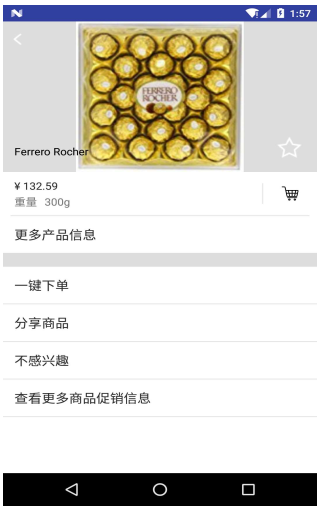 1:57
FERRERO
ROCHER
Ferrero Rocher
¥ 132.59
重量 300g
更多产品信息
一键下单
分享商品
不感兴趣
查看更多商品促销信息